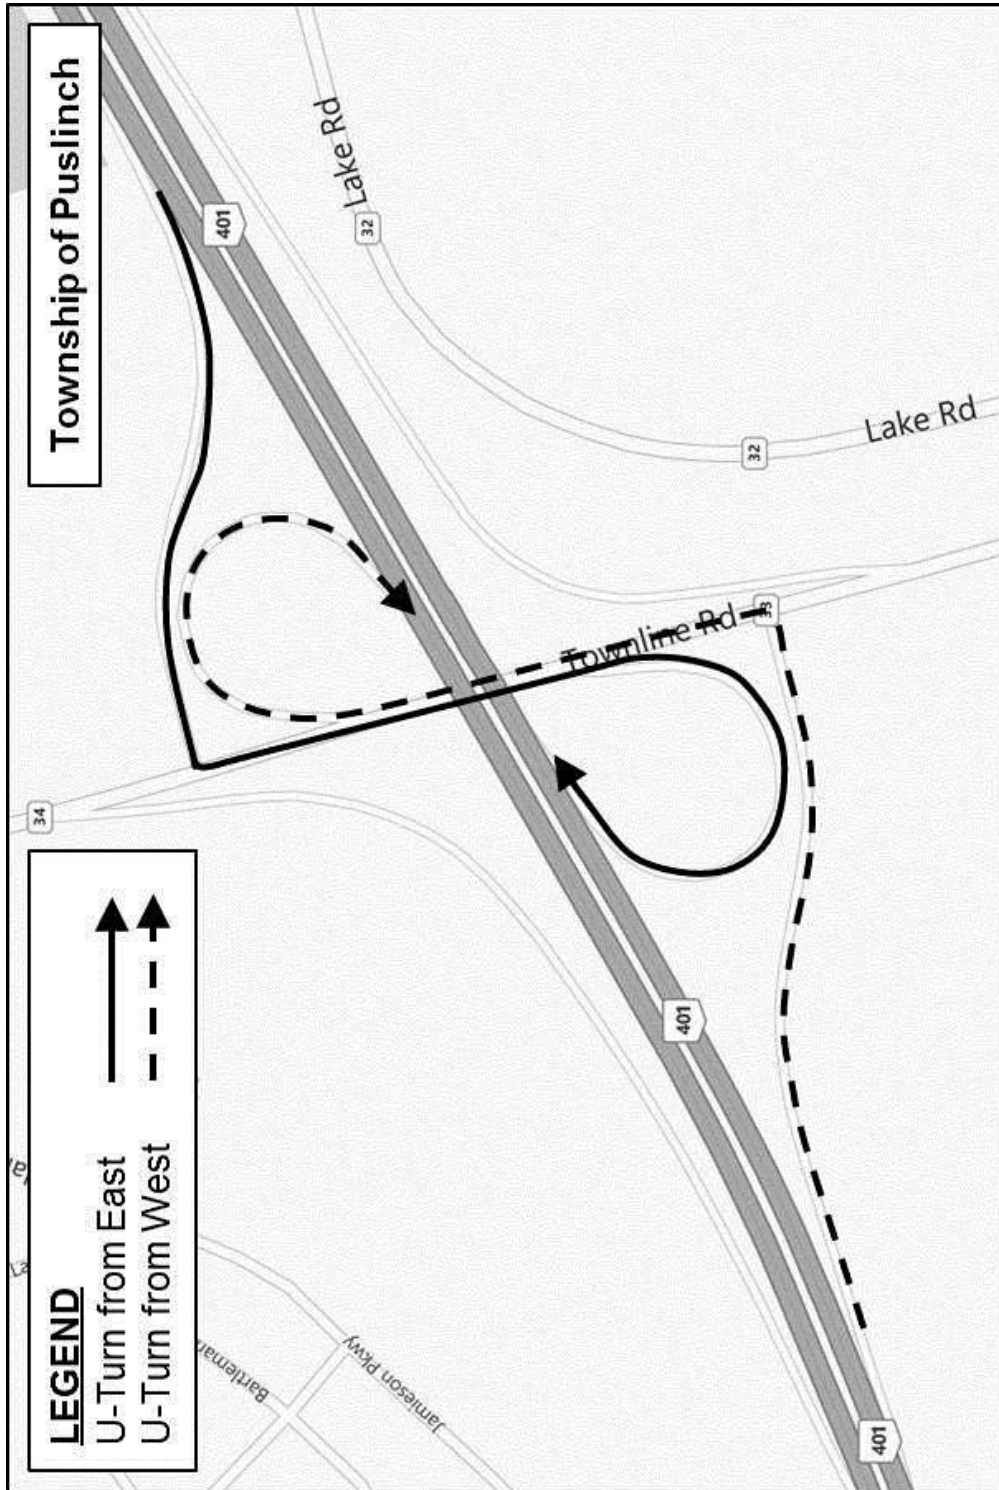 Township of Puslinch
401
Lake Rd
32
32
Lake Rd
Townline Rd
33
34
401
401
LEGEND
U-Turn from East
U-Turn from West
Jamieson Pkwy